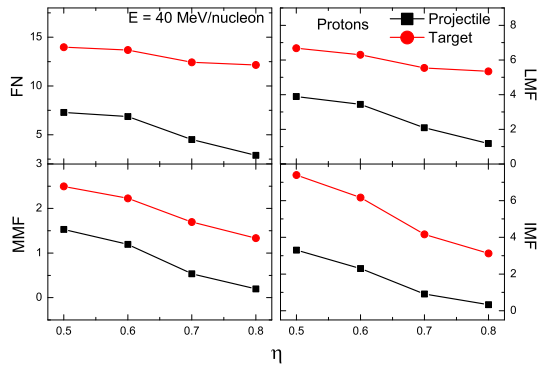 E = 40 MeV/nucleon
Protons
Projectile
Target
FN
15
12.5
5
3
LMF
8
6
4
2
0
MMF
2
1
0
IMF
6
4
2
0
0.5 0.6 0.7 0.8
0.5 0.6 0.7 0.8
η